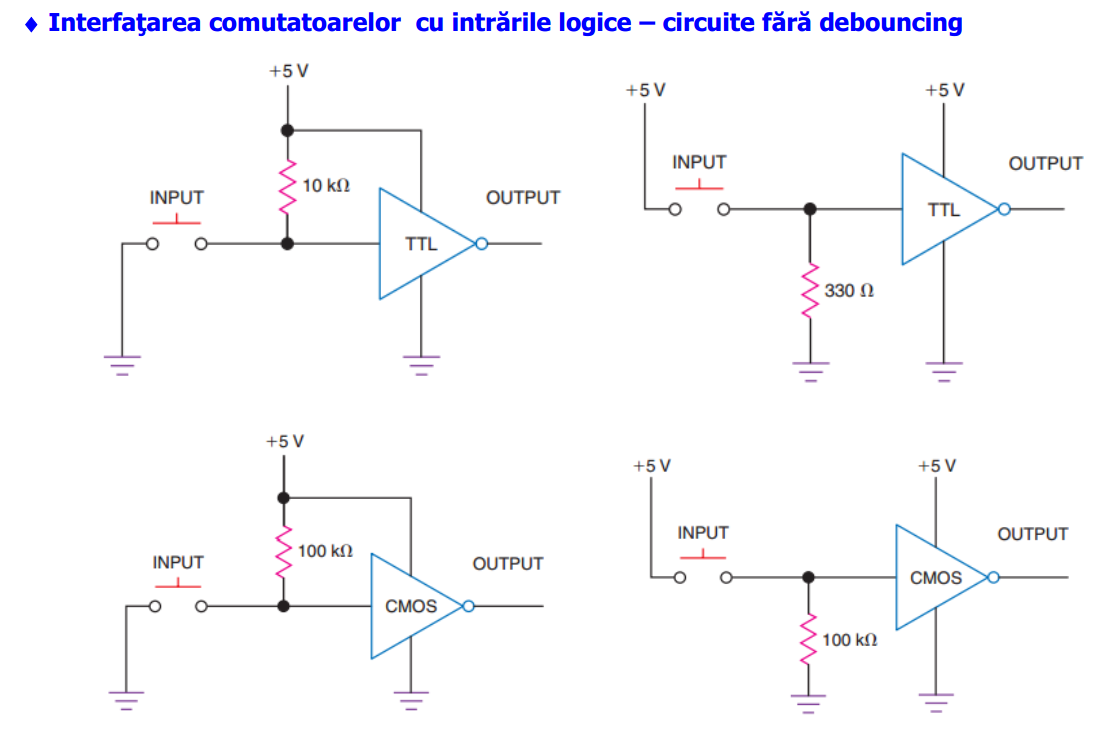 ♦ Interfaţarea comutatoarelor cu intrările logice – circuite fără debouncing
+5 V
10 kΩ
INPUT
OUTPUT
TTL
+5 V
+5 V
INPUT
OUTPUT
TTL
330 Ω
+5 V
100 kΩ
INPUT
OUTPUT
CMOS
+5 V
+5 V
INPUT
OUTPUT
CMOS
100 kΩ